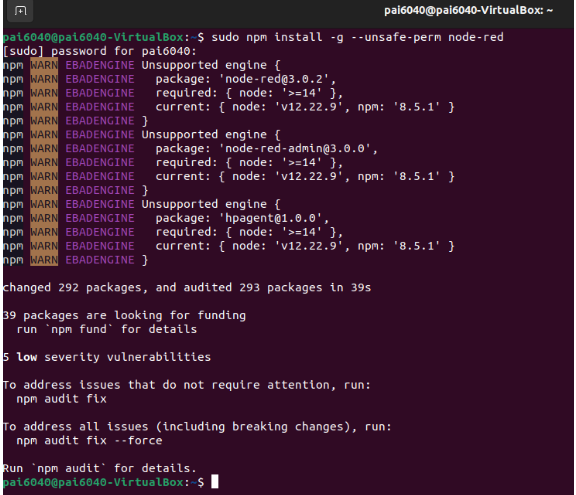 pai6040@pai6040-VirtualBox: ~
pai6040@pai6040-VirtualBox:~$ sudo npm install -g --unsafe-perm node-red
[sudo] password for pai6040:
npm WARN EBADENGINE Unsupported engine {
npm WARN EBADENGINE   package: 'node-red@3.0.2',
npm WARN EBADENGINE   required: { node: '>=14' },
npm WARN EBADENGINE   current: { node: 'v12.22.9', npm: '8.5.1' }
npm WARN EBADENGINE }
npm WARN EBADENGINE Unsupported engine {
npm WARN EBADENGINE   package: 'node-red-admin@3.0.0',
npm WARN EBADENGINE   required: { node: '>=14' },
npm WARN EBADENGINE   current: { node: 'v12.22.9', npm: '8.5.1' }
npm WARN EBADENGINE }
npm WARN EBADENGINE Unsupported engine {
npm WARN EBADENGINE   package: 'hpagent@1.0.0',
npm WARN EBADENGINE   required: { node: '>=14' },
npm WARN EBADENGINE   current: { node: 'v12.22.9', npm: '8.5.1' }
npm WARN EBADENGINE }
changed 292 packages, and audited 293 packages in 39s
39 packages are looking for funding
  run `npm fund` for details
5 low severity vulnerabilities
To address issues that do not require attention, run:
  npm audit fix
To address all issues (including breaking changes), run:
  npm audit fix --force
Run `npm audit` for details.
pai6040@pai6040-VirtualBox:~$